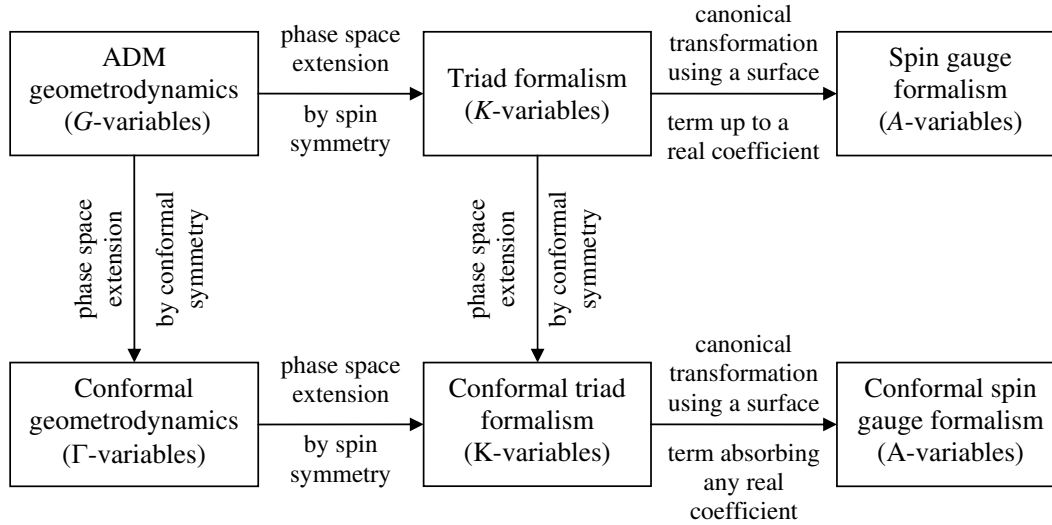 ADM
geometrodynamics
(G-variables)
phase space
extension
by spin
symmetry
Triad formalism
(K-variables)
canonical
transformation
using a surface
term up to a
real coefficient
Spin gauge
formalism
(A-variables)
phase space
extension
by conformal
symmetry
phase space
extension
by conformal
symmetry
Conformal
geometrodynamics
(Γ-variables)
phase space
extension
by spin
symmetry
Conformal triad
formalism
(K-variables)
canonical
transformation
using a surface
term absorbing
any real
coefficient
Conformal spin
gauge formalism
(A-variables)